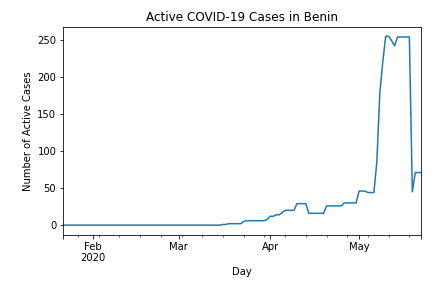 Active COVID-19 Cases in Benin
Number of Active Cases
250
200
150
100
50
0
Feb
2020
Mar
Apr
May
Day